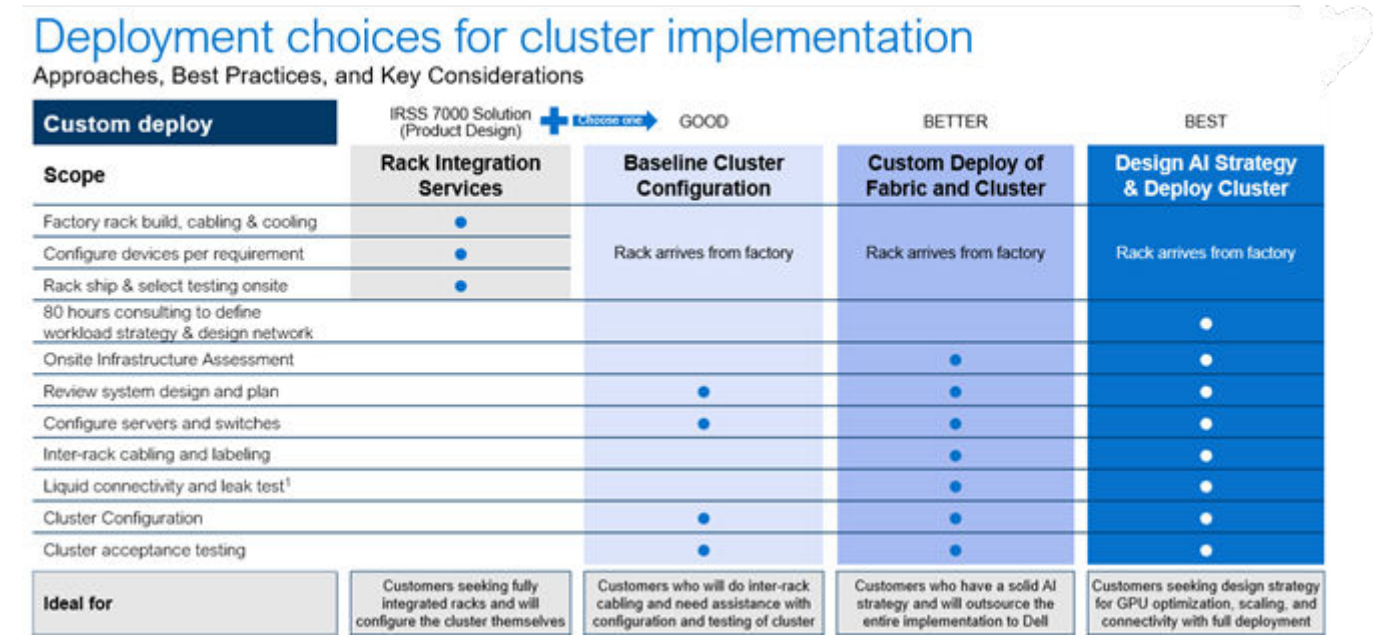 Deployment choices for cluster implementation
Approaches, Best Practices, and Key Considerations
Custom deploy
IRSS 7000 Solution
(Product Design)
Choose one
GOOD
BETTER
BEST
Scope
Rack Integration
Services
Baseline Cluster
Configuration
Custom Deploy of
Fabric and Cluster
Design AI Strategy
& Deploy Cluster
Factory rack build, cabling & cooling
Configure devices per requirement
Rack arrives from factory
Rack arrives from factory
Rack arrives from factory
Rack ship & select testing onsite
80 hours consulting to define
workload strategy & design network
Onsite Infrastructure Assessment
Review system design and plan
Configure servers and switches
Inter-rack cabling and labeling
Liquid connectivity and leak test¹
Cluster Configuration
Cluster acceptance testing
Ideal for
Customers seeking fully
integrated racks and will
configure the cluster themselves
Customers who will do inter-rack
cabling and need assistance with
configuration and testing of cluster
Customers who have a solid AI
strategy and will outsource the
entire implementation to Dell
Customers seeking design strategy
for GPU optimization, scaling, and
connectivity with full deployment